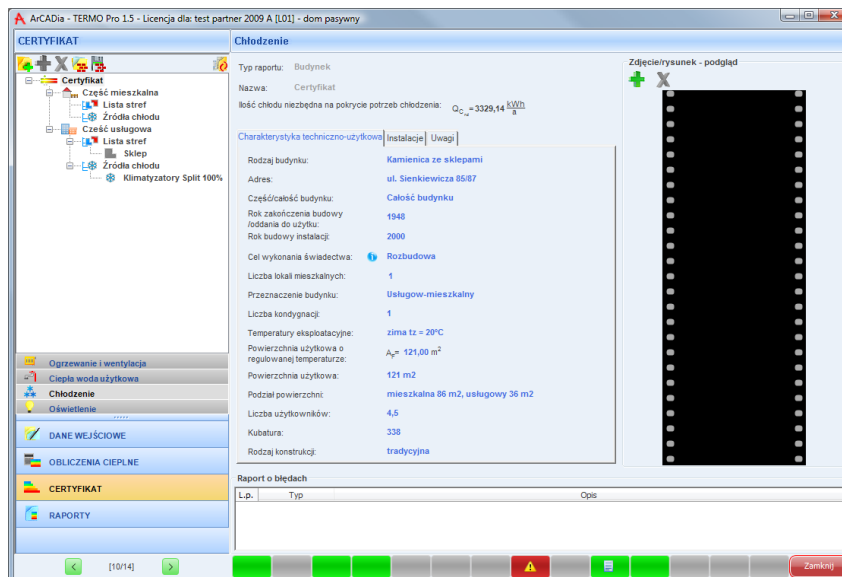 ArCADia - TERMO Pro 1.5 - Licencja dla: test partner 2009 A [L01] - dom pasywny
CERTYFIKAT
Certyfikat
Część mieszkalna
Lista stref
Źródła chłodu
Cześć usługowa
Lista stref
Sklep
Źródła chłodu
Klimatyzatory Split 100%
Ogrzewanie i wentylacja
Ciepła woda użytkowa
Chłodzenie
Oświetlenie
DANE WEJŚCIOWE
OBLICZENIA CIEPLNE
CERTYFIKAT
RAPORTY
[10/14]
Chłodzenie
Typ raportu: Budynek
Nazwa: Certyfikat
Ilość chłodu niezbędna na pokrycie potrzeb chłodzenia: Q_C,nd = 3329,14 kWh/a
Charakterystyka techniczno-użytkowa Instalacje Uwagi
Rodzaj budynku: Kamienica ze sklepami
Adres: ul. Sienkiewicza 85/87
Część/całość budynku: Całość budynku
Rok zakończenia budowy
/oddania do użytku: 1948
Rok budowy instalacji: 2000
Cel wykonania świadectwa: Rozbudowa
Liczba lokali mieszkalnych: 1
Przeznaczenie budynku: Usługow-mieszkalny
Liczba kondygnacji: 1
Temperatury eksploatacyjne: zima tz = 20°C
Powierzchnia użytkowa o
regulowanej temperaturze: A_F= 121,00 m²
Powierzchnia użytkowa: 121 m2
Podział powierzchni: mieszkalna 86 m2, usługowy 36 m2
Liczba użytkowników: 4,5
Kubatura: 338
Rodzaj konstrukcji: tradycyjna
Zdjęcie/rysunek - podgląd
Raport o błędach
L.p. Typ Opis
Zamknij